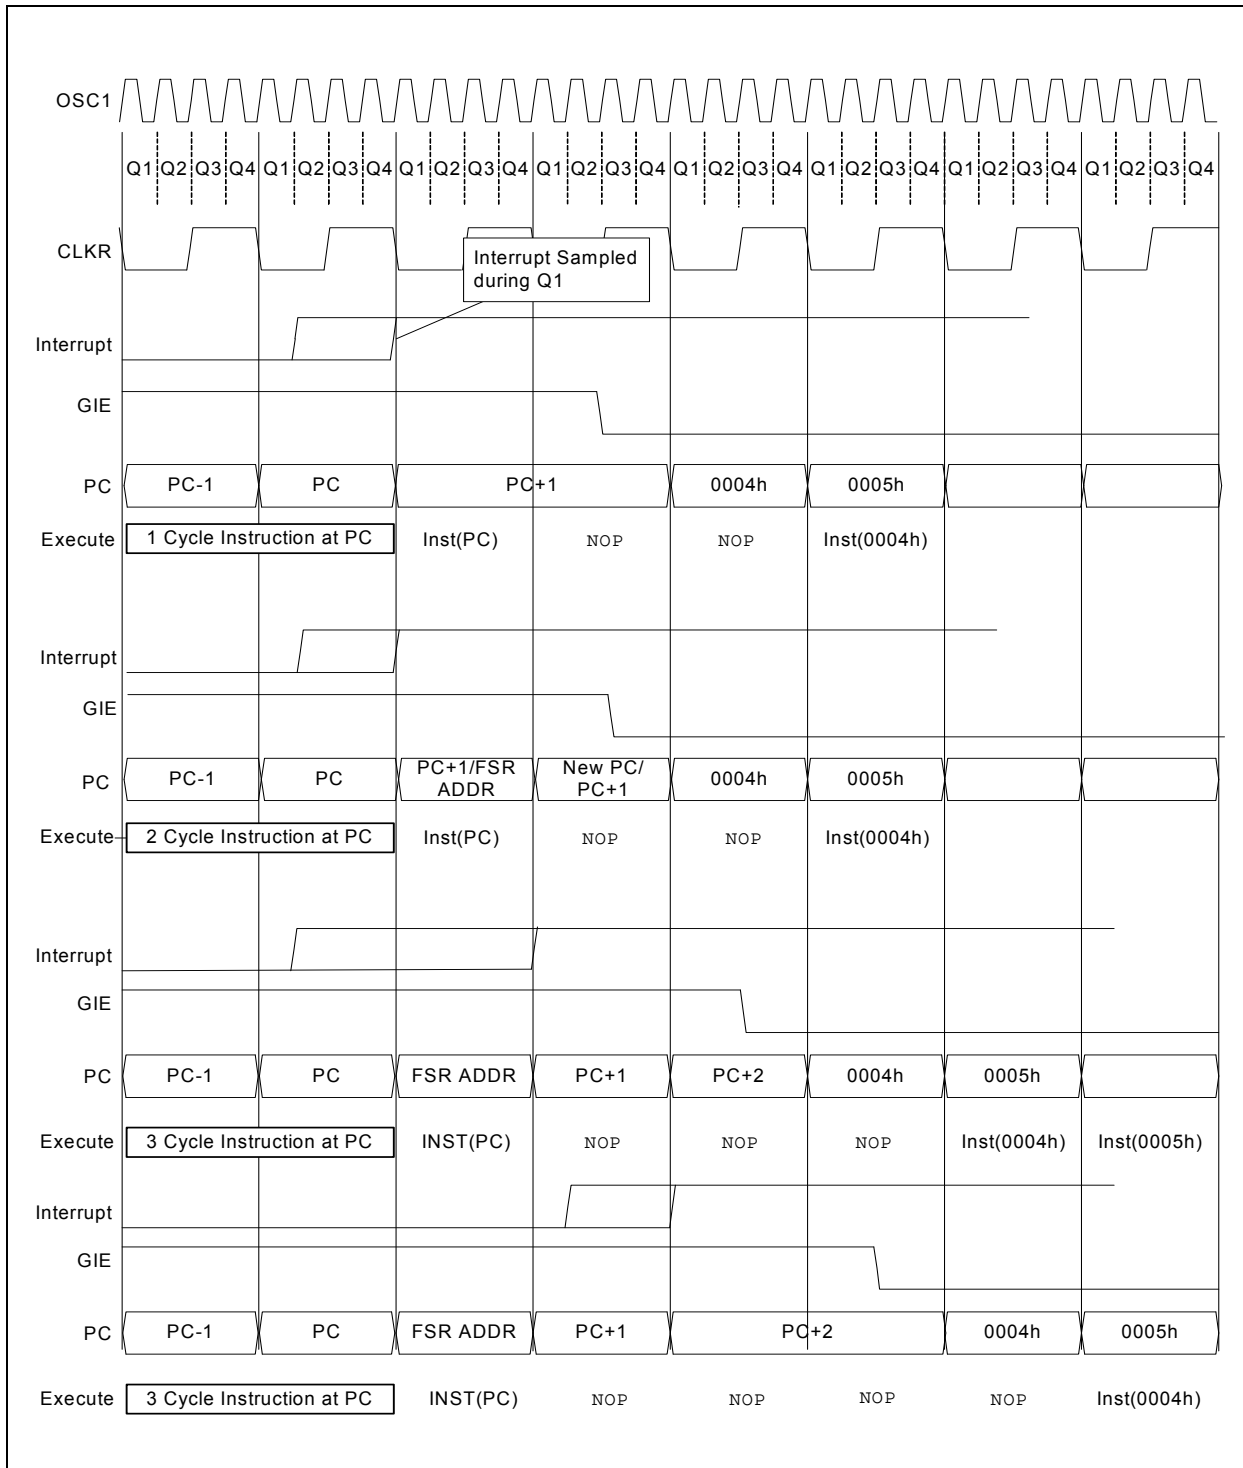 OSC1
Q1 Q2 Q3 Q4 Q1 Q2 Q3 Q4 Q1 Q2 Q3 Q4 Q1 Q2 Q3 Q4 Q1 Q2 Q3 Q4 Q1 Q2 Q3 Q4 Q1 Q2 Q3 Q4 Q1 Q2 Q3 Q4
CLKR
Interrupt Sampled
during Q1
Interrupt
GIE
PC PC-1 PC PC+1 0004h 0005h
Execute 1 Cycle Instruction at PC Inst(PC) NOP NOP Inst(0004h)
Interrupt
GIE
PC PC-1 PC PC+1/FSR ADDR New PC/ PC+1 0004h 0005h
Execute 2 Cycle Instruction at PC Inst(PC) NOP NOP Inst(0004h)
Interrupt
GIE
PC PC-1 PC FSR ADDR PC+1 PC+2 0004h 0005h
Execute 3 Cycle Instruction at PC INST(PC) NOP NOP NOP Inst(0004h) Inst(0005h)
Interrupt
GIE
PC PC-1 PC FSR ADDR PC+1 PC+2 0004h 0005h
Execute 3 Cycle Instruction at PC INST(PC) NOP NOP NOP NOP Inst(0004h)